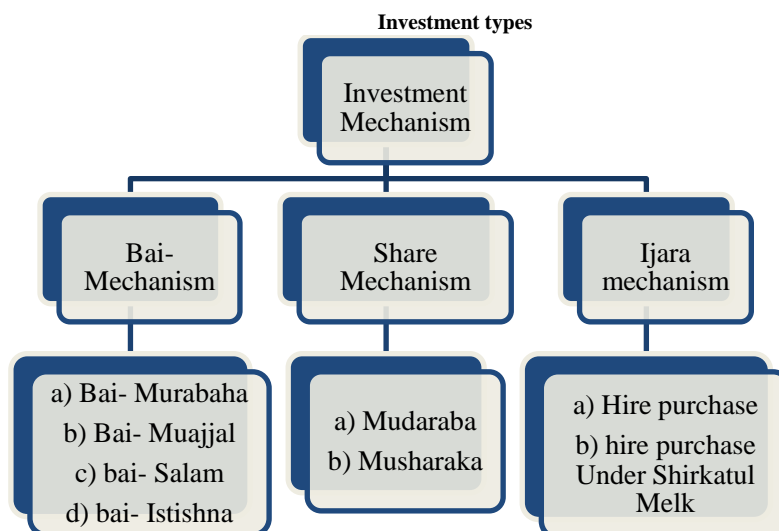 Investment types
Investment
Mechanism
Bai-
Mechanism
Share
Mechanism
Ijara
mechanism
a) Bai- Murabaha
b) Bai- Muajjal
c) bai- Salam
d) bai- Istishna
a) Mudaraba
b) Musharaka
a) Hire purchase
b) hire purchase
Under Shirkatul
Melk